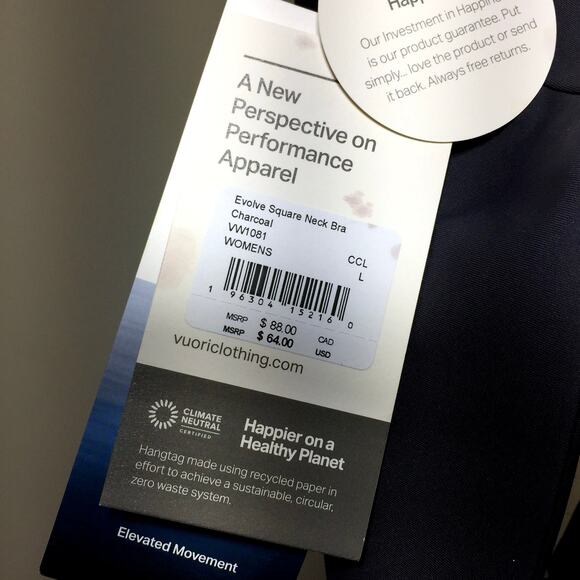 Our Investment in Happiness
is our product guarantee. Put
simply... love the product or send
it back. Always free returns.
A New
Perspective on
Performance
Apparel
Evolve Square Neck Bra
Charcoal
VW1081
WOMENS
CCL
L
1 96304 15216 0
MSRP $ 88.00 CAD
MSRP $ 64.00 USD
vuoriclothing.com
CLIMATE
NEUTRAL
CERTIFIED
Happier on a
Healthy Planet
Hangtag made using recycled paper in
effort to achieve a sustainable, circular,
zero waste system.
Elevated Movement